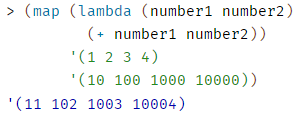 > (map (lambda (number1 number2)
         (+ number1 number2))
       '(1 2 3 4)
       '(10 100 1000 10000))
'(11 102 1003 10004)